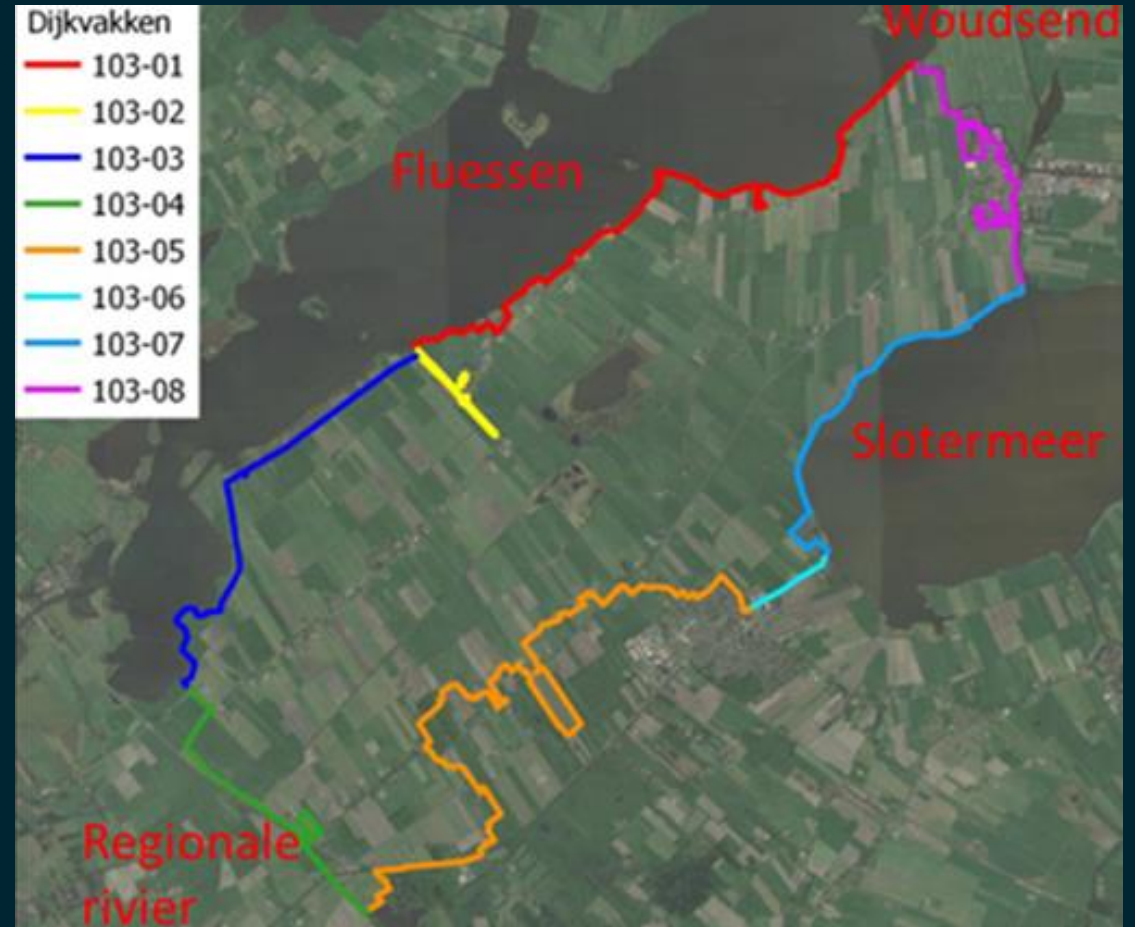 Dijkvakken
103-01
103-02
103-03
103-04
103-05
103-06
103-07
103-08
Woudsend
Fluessen
Slotermeer
Regionale
rivier